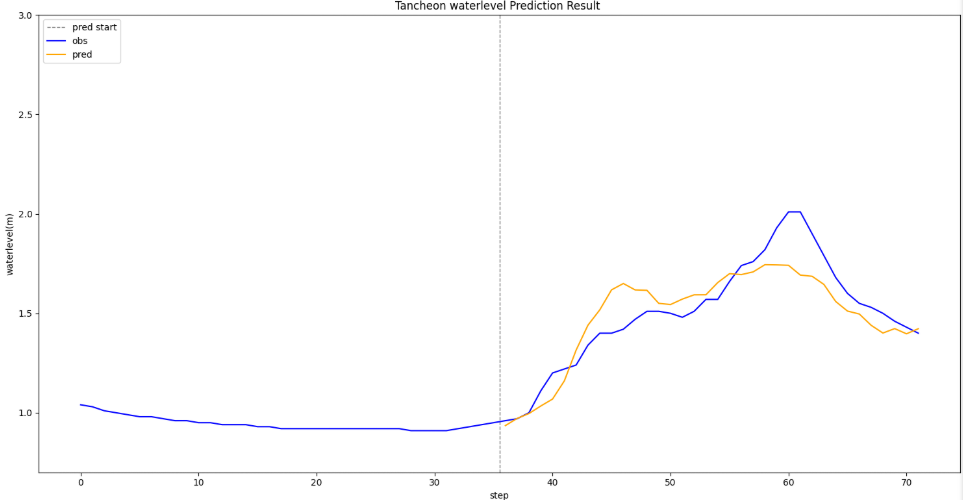 Tancheon waterlevel Prediction Result
pred start
obs
pred
waterlevel(m)
3.0
2.5
2.0
1.5
1.0
0 10 20 30 40 50 60 70
step